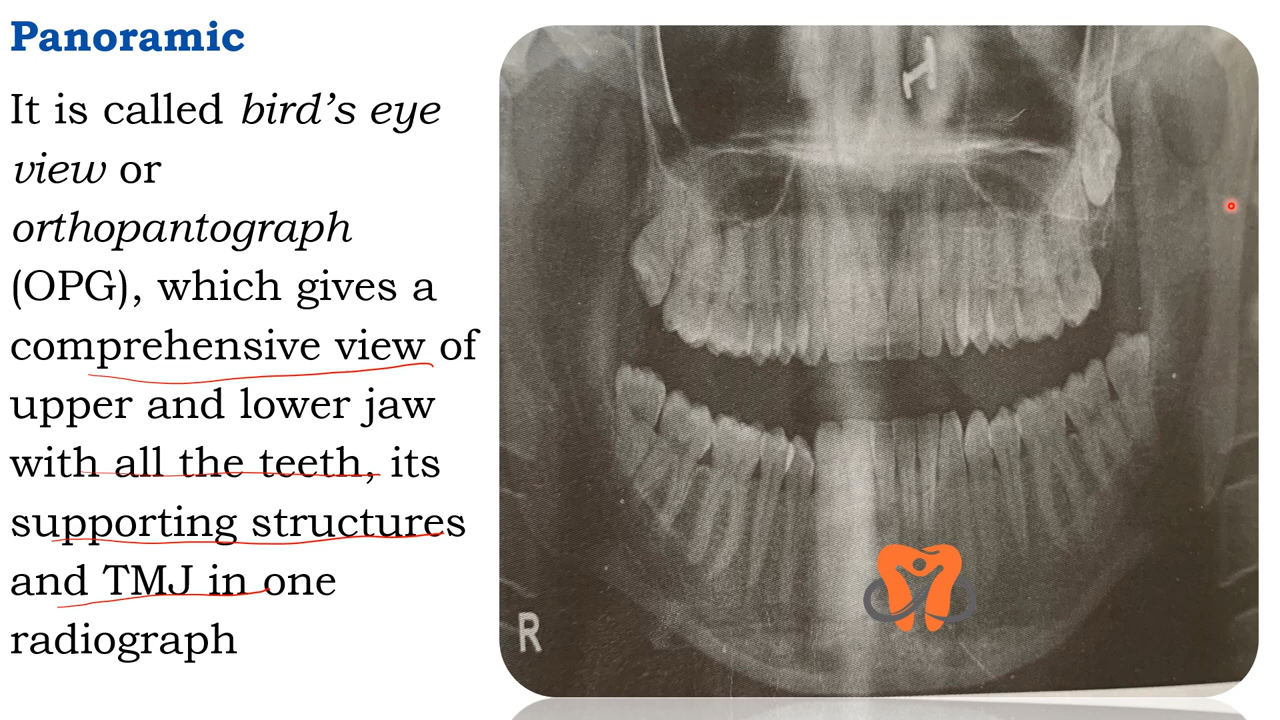 Panoramic
It is called bird’s eye
view or
orthopantograph
(OPG), which gives a
comprehensive view of
upper and lower jaw
with all the teeth, its
supporting structures
and TMJ in one
radiograph
R